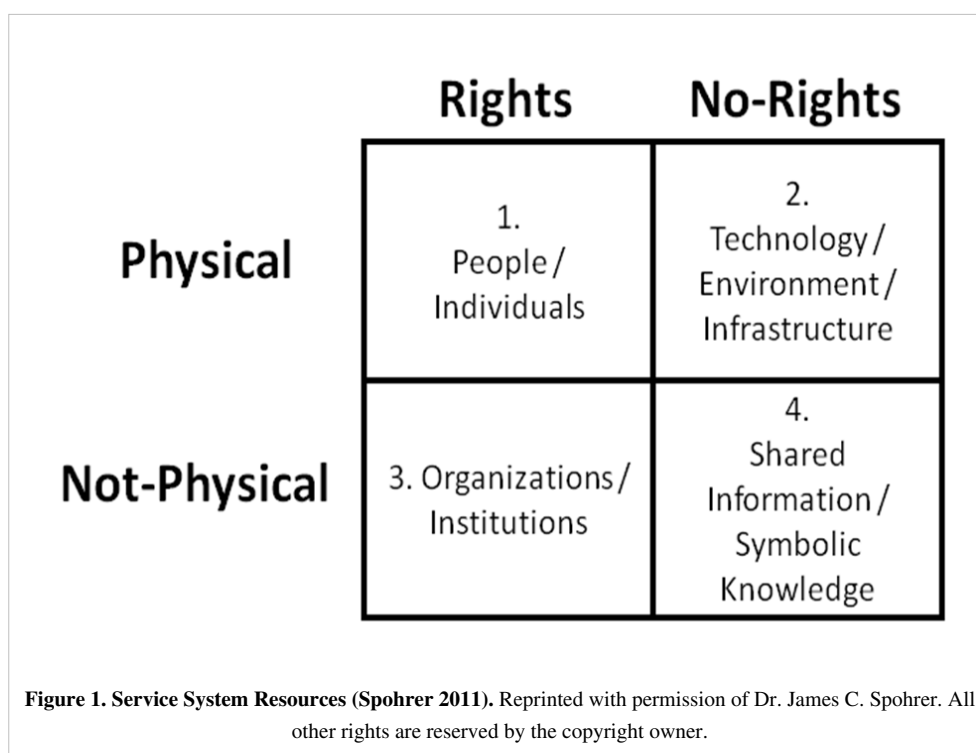 Rights No-Rights
Physical
1.
People/
Individuals
2.
Technology/
Environment/
Infrastructure
Not-Physical
3. Organizations/
Institutions
4.
Shared
Information/
Symbolic
Knowledge
Figure 1. Service System Resources (Spohrer 2011). Reprinted with permission of Dr. James C. Spohrer. All
other rights are reserved by the copyright owner.